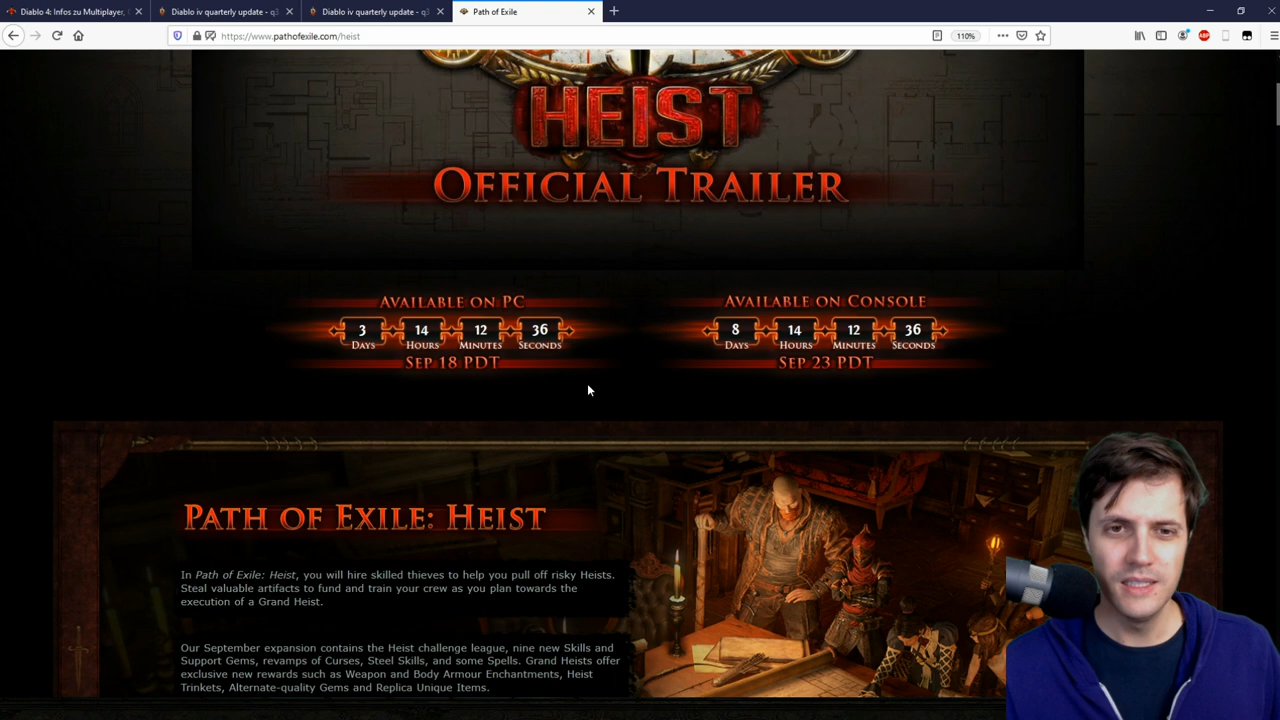 Diablo 4: Infos zu Multiplayer,
Diablo iv quarterly update - q3
Diablo iv quarterly update - q3
Path of Exile
https://www.pathofexile.com/heist
110%
ABP
HEIST
OFFICIAL TRAILER
AVAILABLE ON PC
3 14 12 36
DAYS HOURS MINUTES SECONDS
SEP 18 PDT
AVAILABLE ON CONSOLE
8 14 12 36
DAYS HOURS MINUTES SECONDS
SEP 23 PDT
PATH OF EXILE: HEIST
In Path of Exile: Heist, you will hire skilled thieves to help you pull off risky Heists.
Steal valuable artifacts to fund and train your crew as you plan towards the
execution of a Grand Heist.
Our September expansion contains the Heist challenge league, nine new Skills and
Support Gems, revamps of Curses, Steel Skills, and some Spells. Grand Heists offer
exclusive new rewards such as Weapon and Body Armour Enchantments, Heist
Trinkets, Alternate-quality Gems and Replica Unique Items.